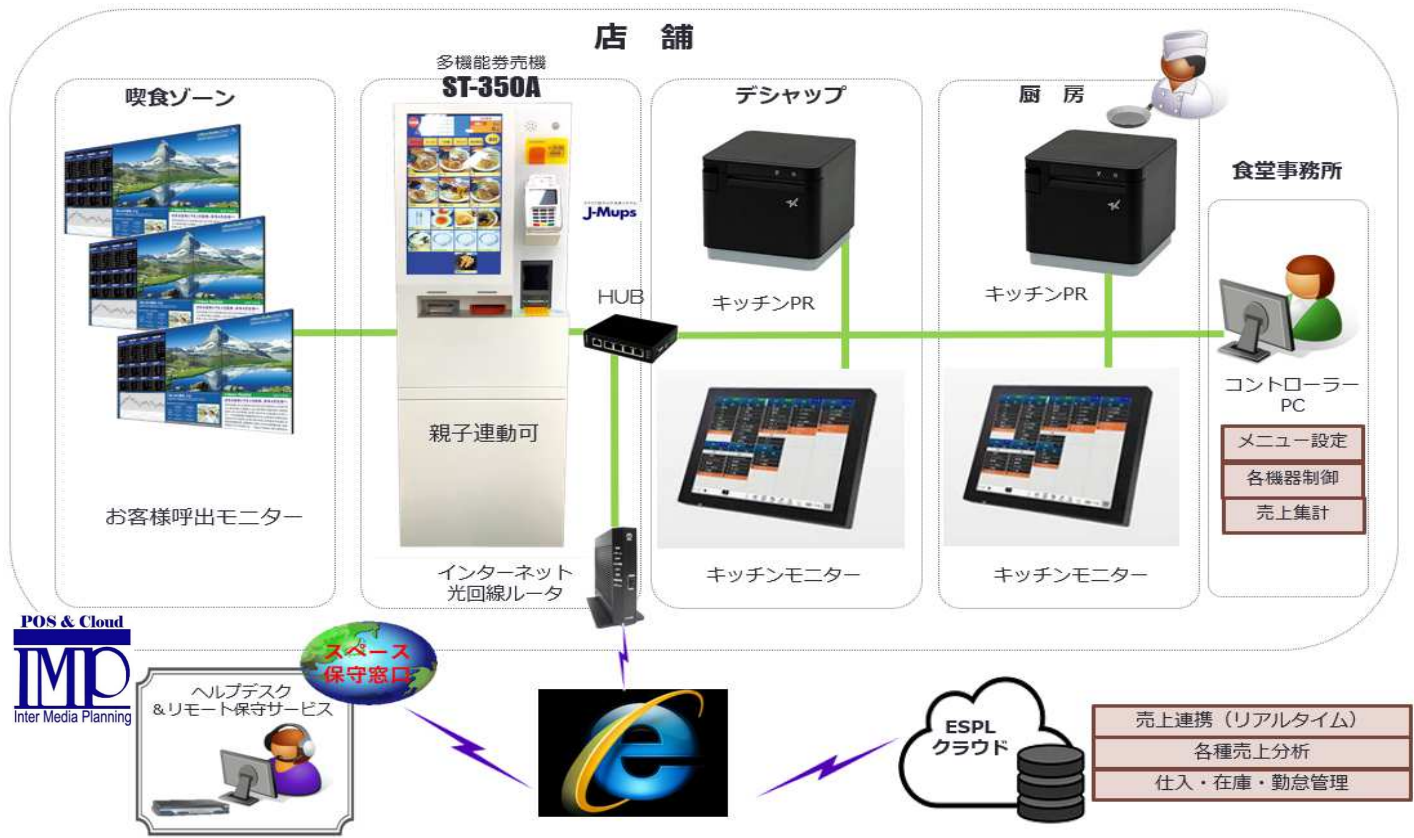 店 舗
喫食ゾーン
お客様呼出モニター
多機能券売機
ST-350A
親子連動可
J-Mups
HUB
インターネット
光回線ルータ
デシャップ
キッチンPR
キッチンモニター
厨 房
キッチンPR
キッチンモニター
食堂事務所
コントローラー
PC
メニュー設定
各機器制御
売上集計
POS & Cloud
IMP
Inter Media Planning
スペース
保守窓口
ヘルプデスク
&リモート保守サービス
ESPL
クラウド
売上連携（リアルタイム）
各種売上分析
仕入・在庫・勤怠管理